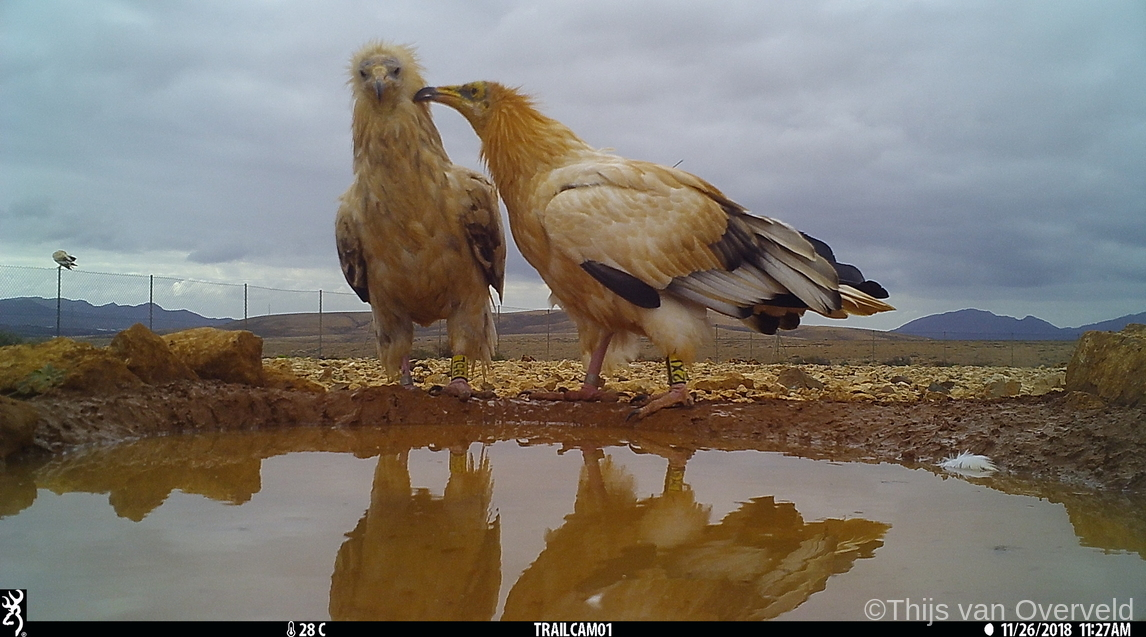 ©Thijs van Overveld
28 C TRAILCAM01 11/26/2018 11:27AM